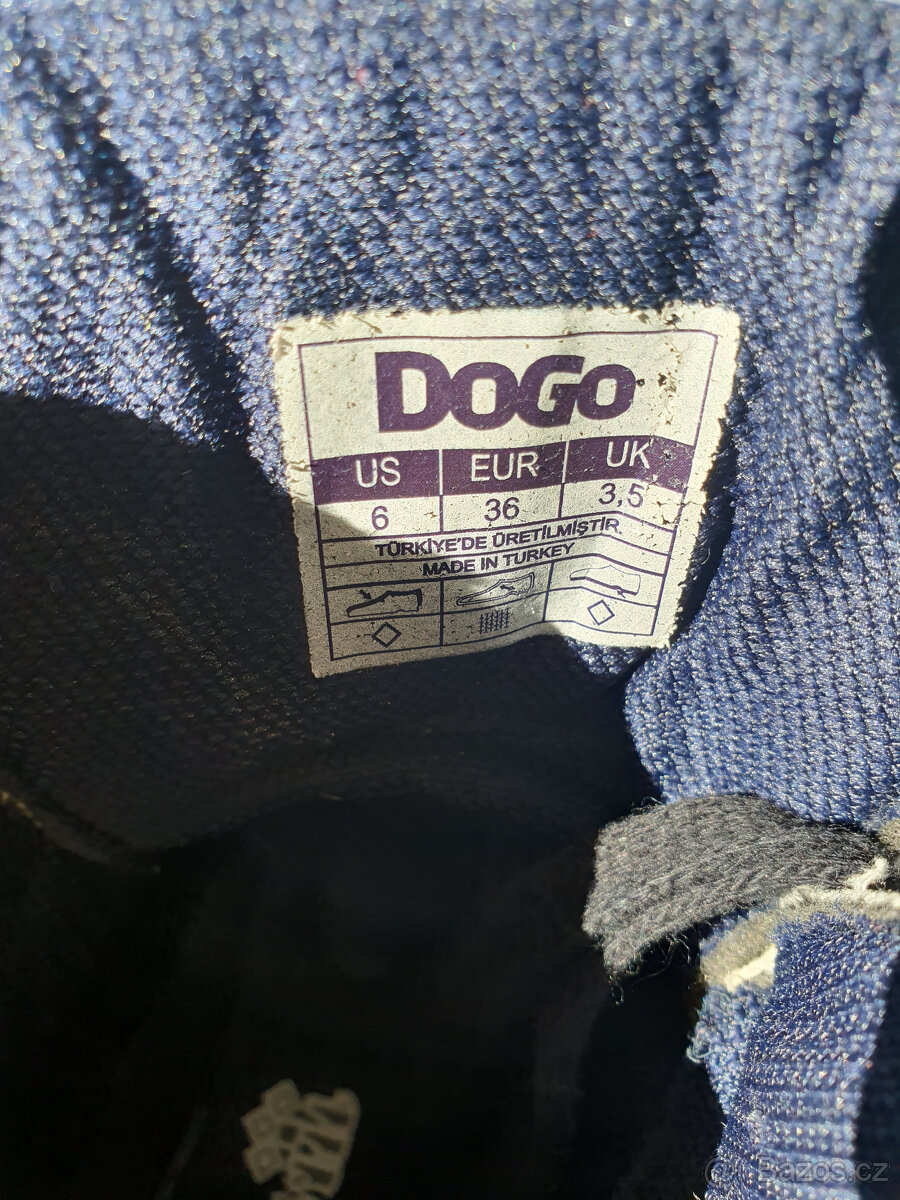 DOGO
US EUR UK
6 36 3,5
TÜRKİYE'DE ÜRETİLMİŞTİR
MADE IN TURKEY
© Bazos.cz